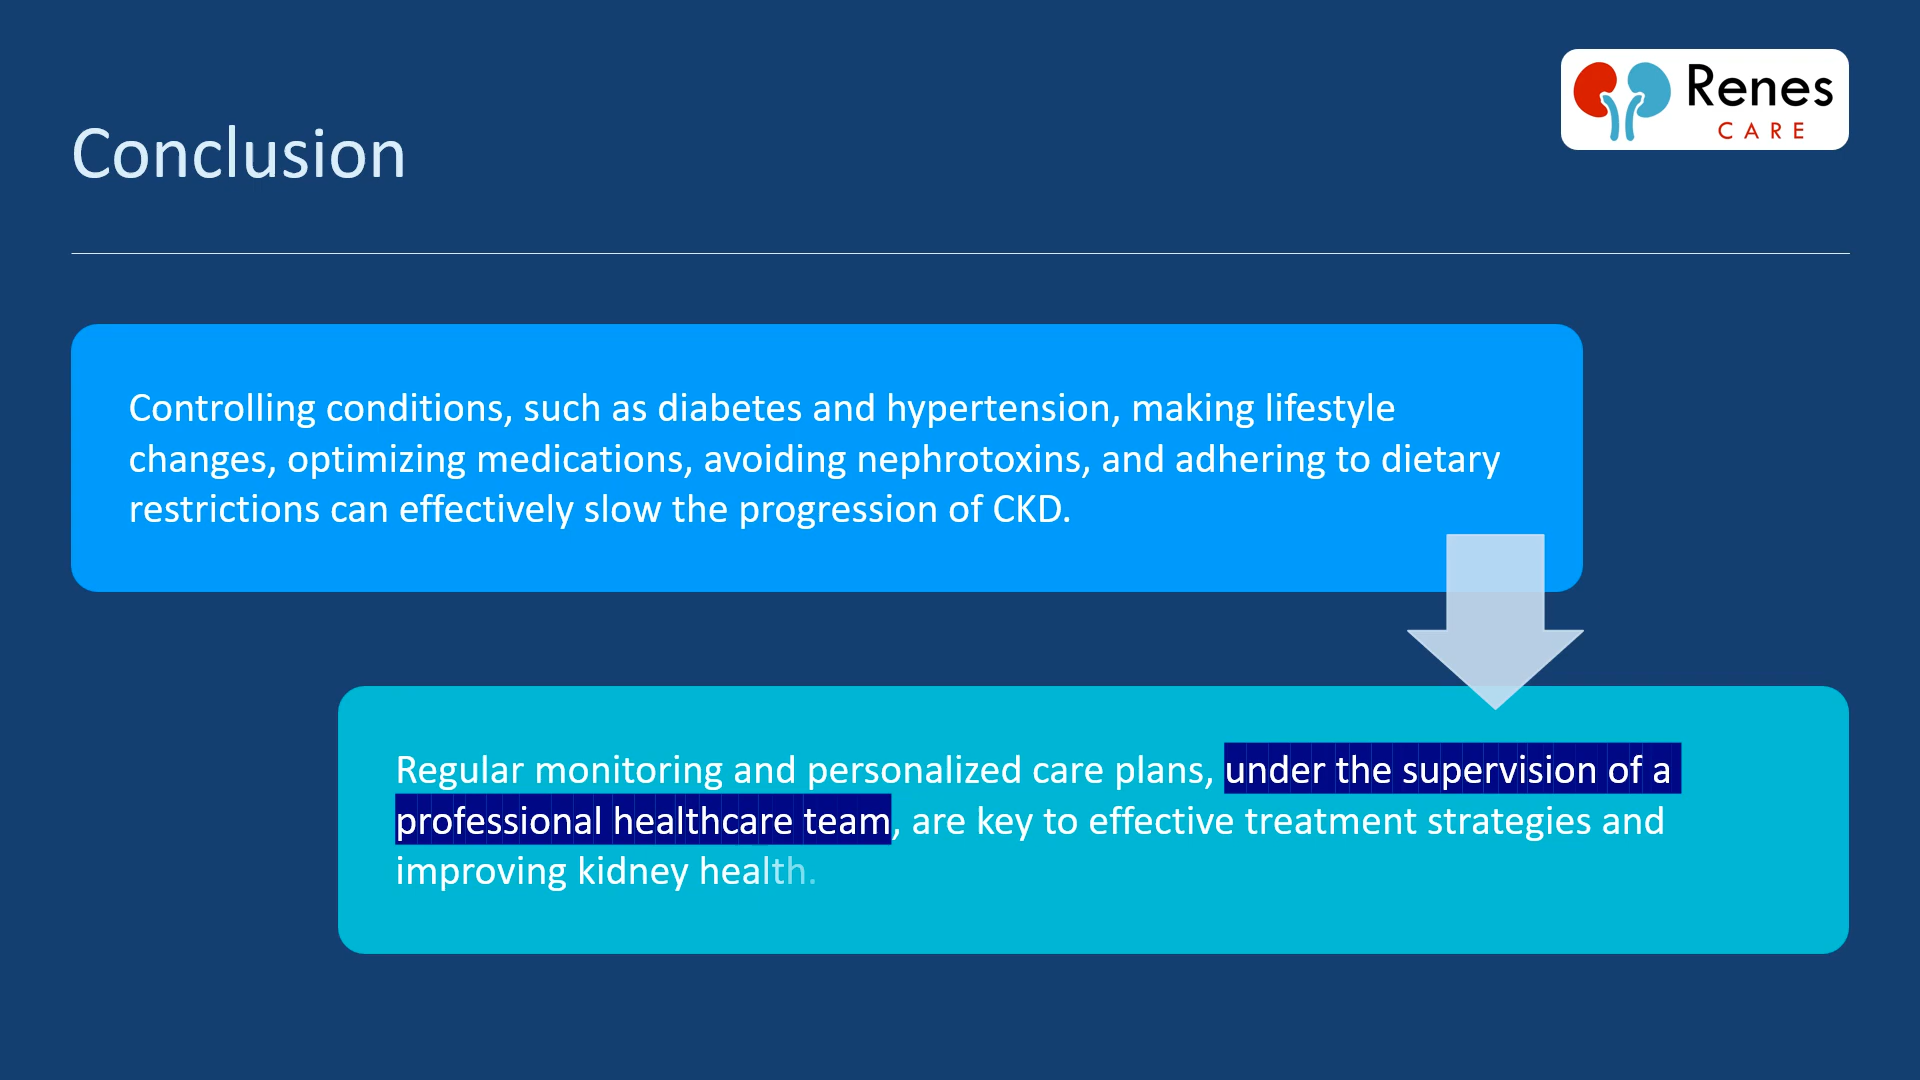 Renes
CARE
Conclusion
Controlling conditions, such as diabetes and hypertension, making lifestyle
changes, optimizing medications, avoiding nephrotoxins, and adhering to dietary
restrictions can effectively slow the progression of CKD.
Regular monitoring and personalized care plans, under the supervision of a
professional healthcare team, are key to effective treatment strategies and
improving kidney health.